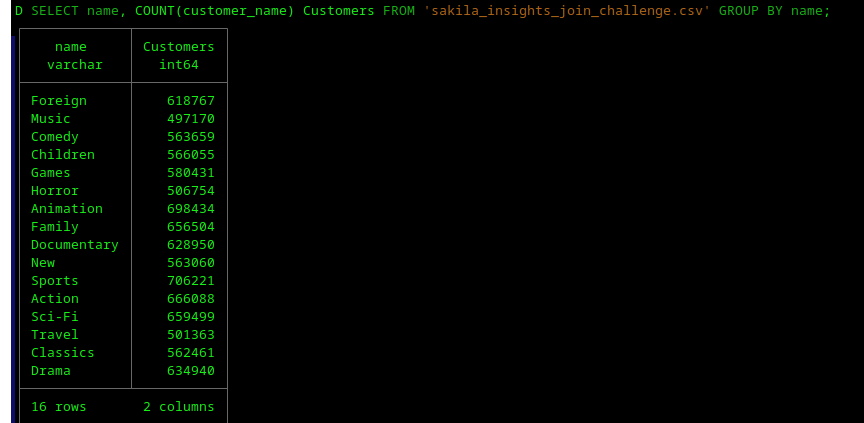 D SELECT name, COUNT(customer_name) Customers FROM 'sakila_insights_join_challenge.csv' GROUP BY name;
name Customers
varchar int64
Foreign 618767
Music 497170
Comedy 563659
Children 566055
Games 580431
Horror 506754
Animation 698434
Family 656504
Documentary 628950
New 563060
Sports 706221
Action 666088
Sci-Fi 659499
Travel 501363
Classics 562461
Drama 634940
16 rows 2 columns